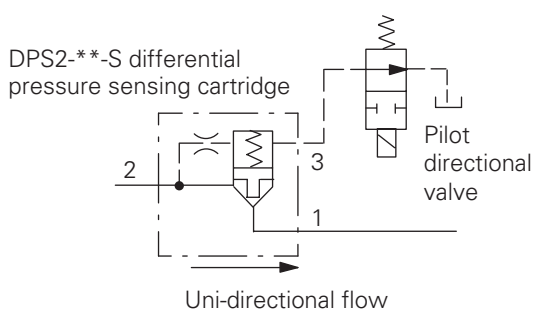 DPS2-**-S differential
pressure sensing cartridge
2
3
Pilot
directional
valve
1
Uni-directional flow